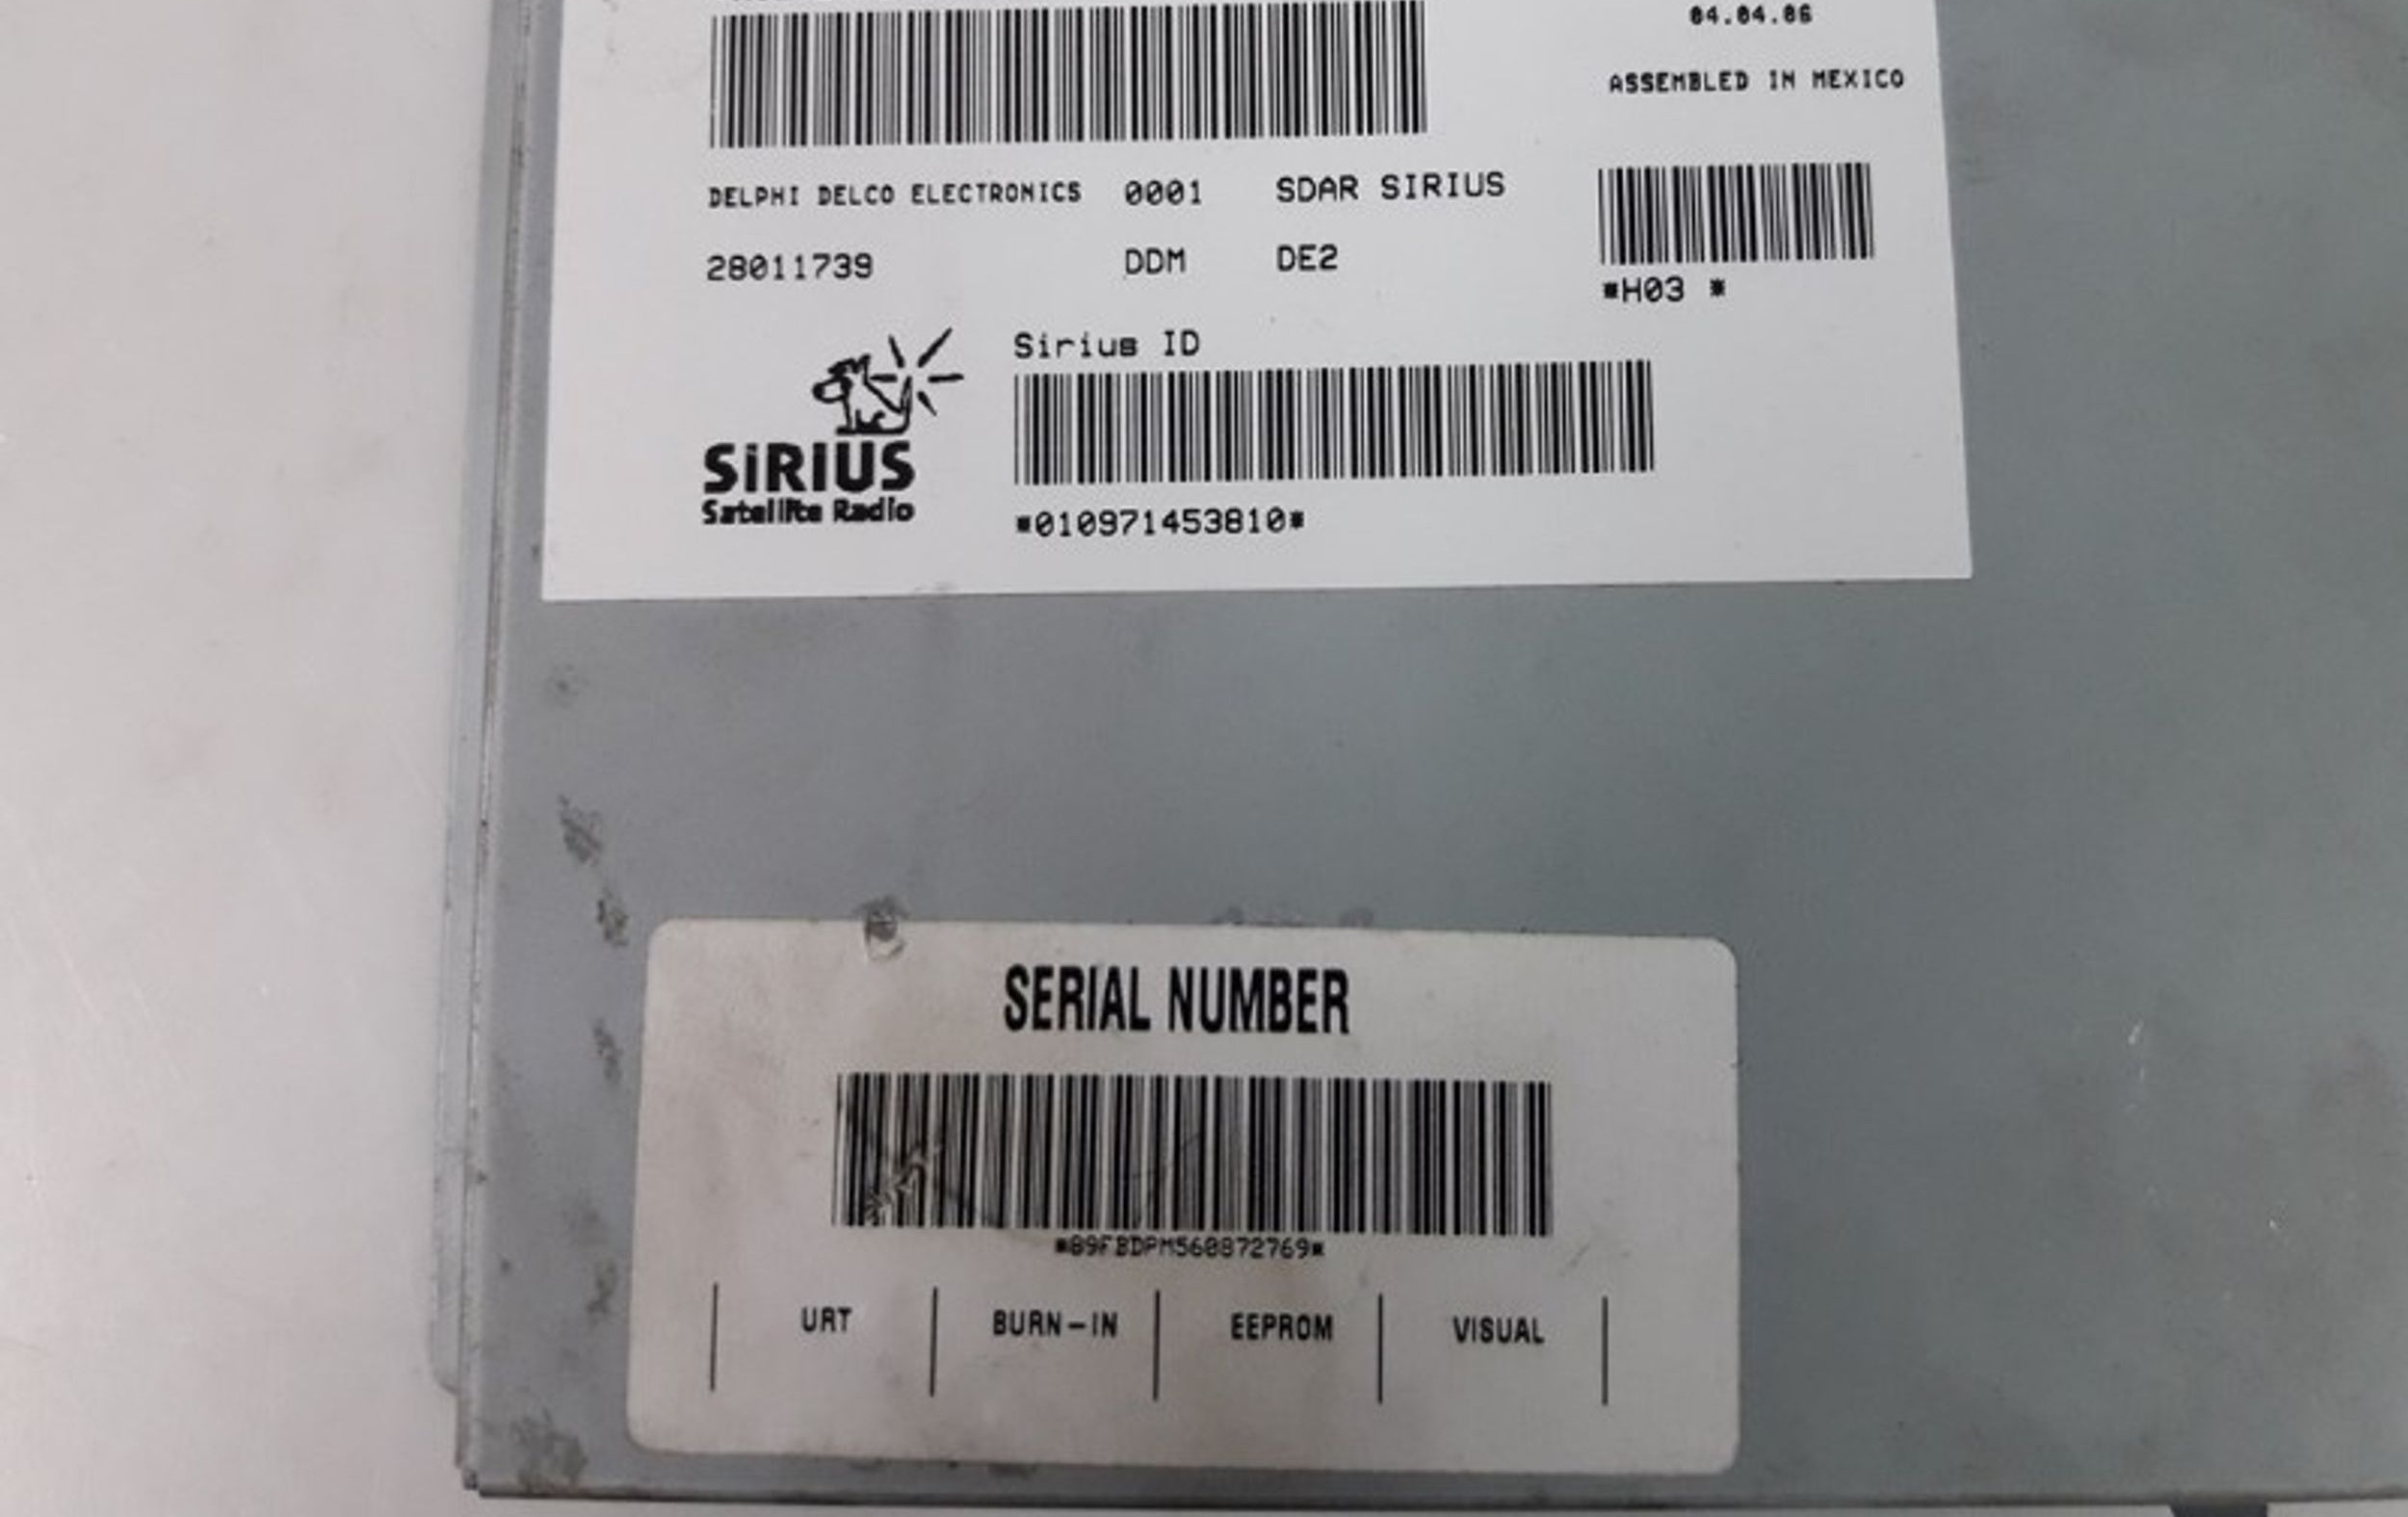 04.04.06
ASSEMBLED IN MEXICO
DELPHI DELCO ELECTRONICS 0001 SDAR SIRIUS
28011739 DDM DE2
*H03 *
Sirius ID
SiRIUS
Satellite Radio
*010971453810*
SERIAL NUMBER
URT BURN-IN EEPROM VISUAL